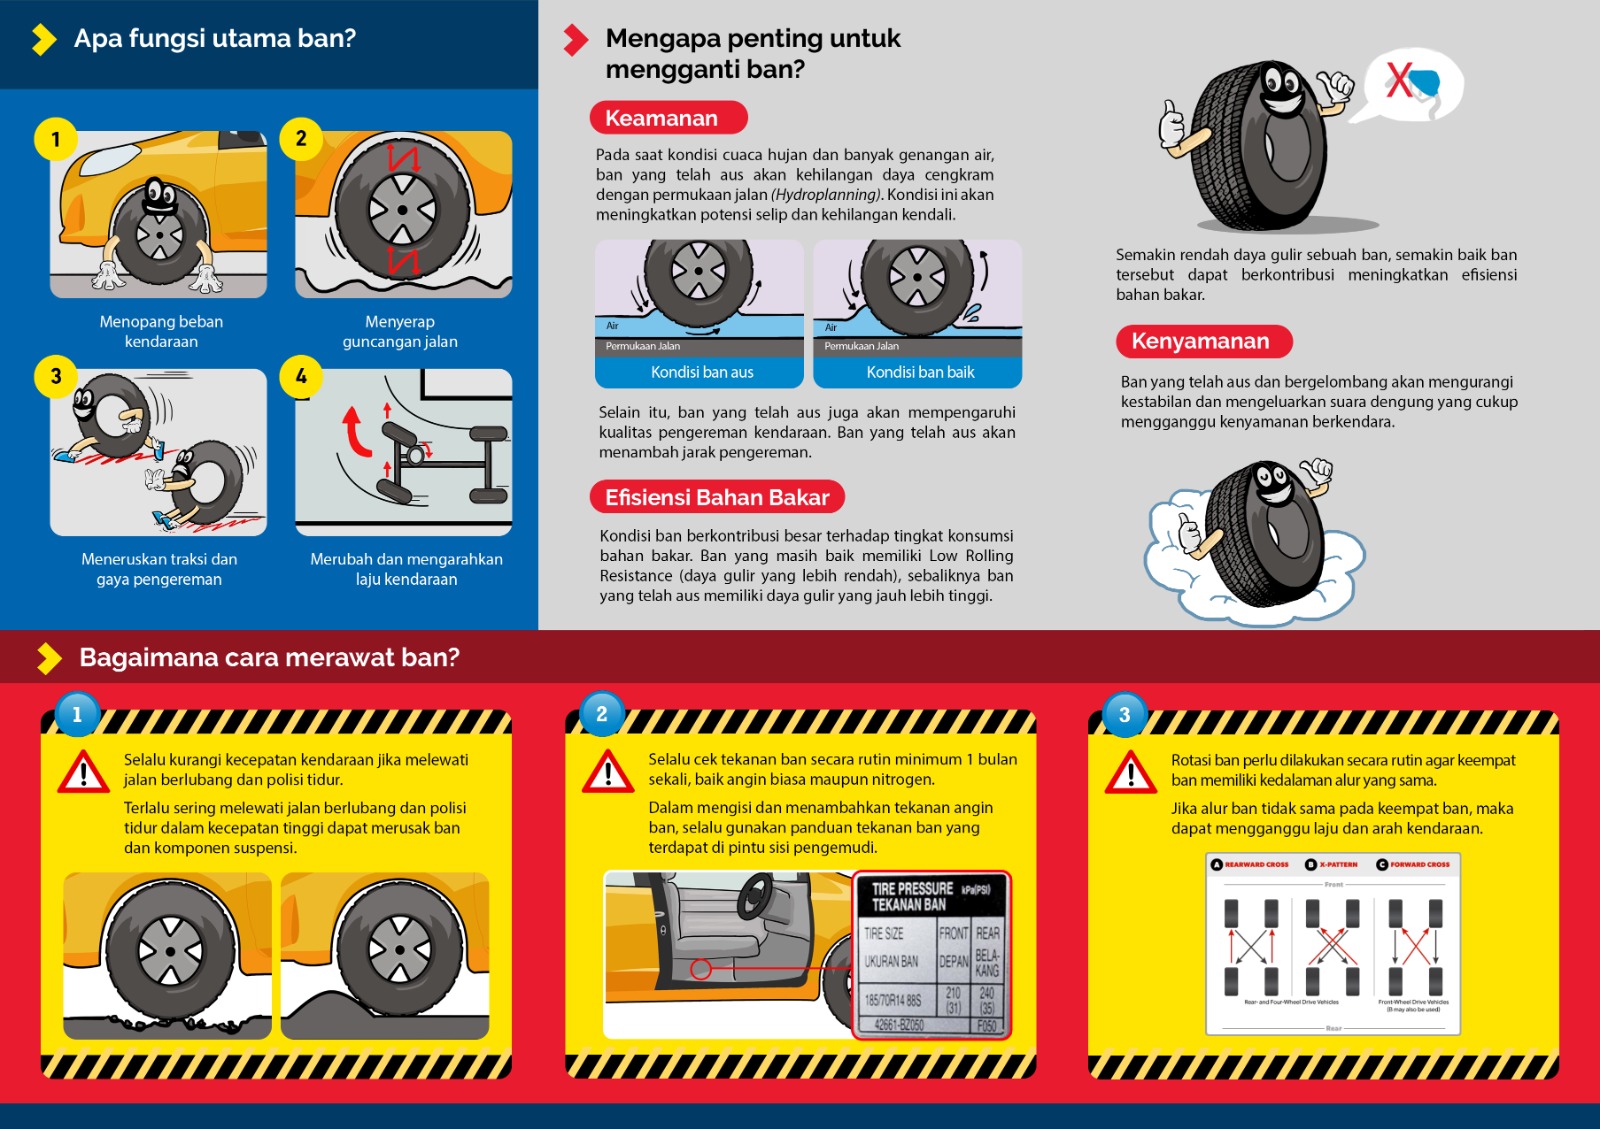 Apa fungsi utama ban?
1
2
Menopang beban
kendaraan
Menyerap
guncangan jalan
3
4
Meneruskan traksi dan
gaya pengereman
Merubah dan mengarahkan
laju kendaraan
Mengapa penting untuk
mengganti ban?
Keamanan
Pada saat kondisi cuaca hujan dan banyak genangan air,
ban yang telah aus akan kehilangan daya cengkram
dengan permukaan jalan (Hydroplanning). Kondisi ini akan
meningkatkan potensi selip dan kehilangan kendali.
Air
Permukaan Jalan
Kondisi ban aus
Air
Permukaan Jalan
Kondisi ban baik
Selain itu, ban yang telah aus juga akan mempengaruhi
kualitas pengereman kendaraan. Ban yang telah aus akan
menambah jarak pengereman.
Efisiensi Bahan Bakar
Kondisi ban berkontribusi besar terhadap tingkat konsumsi
bahan bakar. Ban yang masih baik memiliki Low Rolling
Resistance (daya gulir yang lebih rendah), sebaliknya ban
yang telah aus memiliki daya gulir yang jauh lebih tinggi.
X
Semakin rendah daya gulir sebuah ban, semakin baik ban
tersebut dapat berkontribusi meningkatkan efisiensi
bahan bakar.
Kenyamanan
Ban yang telah aus dan bergelombang akan mengurangi
kestabilan dan mengeluarkan suara dengung yang cukup
mengganggu kenyamanan berkendara.
Bagaimana cara merawat ban?
1
Selalu kurangi kecepatan kendaraan jika melewati
jalan berlubang dan polisi tidur.
Terlalu sering melewati jalan berlubang dan polisi
tidur dalam kecepatan tinggi dapat merusak ban
dan komponen suspensi.
2
Selalu cek tekanan ban secara rutin minimum 1 bulan
sekali, baik angin biasa maupun nitrogen.
Dalam mengisi dan menambahkan tekanan angin
ban, selalu gunakan panduan tekanan ban yang
terdapat di pintu sisi pengemudi.
TIRE PRESSURE kPa(PSI)
TEKANAN BAN
TIRE SIZE FRONT REAR
UKURAN BAN DEPAN BELA-
KANG
185/70R14 88S 210 240
(31) (35)
42661-BZ050 F050
3
Rotasi ban perlu dilakukan secara rutin agar keempat
ban memiliki kedalaman alur yang sama.
Jika alur ban tidak sama pada keempat ban, maka
dapat mengganggu laju dan arah kendaraan.
A REARWARD CROSS B X-PATTERN C FORWARD CROSS
Front
Rear- and Four-Wheel Drive Vehicles
Front-Wheel Drive Vehicles
(B may also be used)
Rear